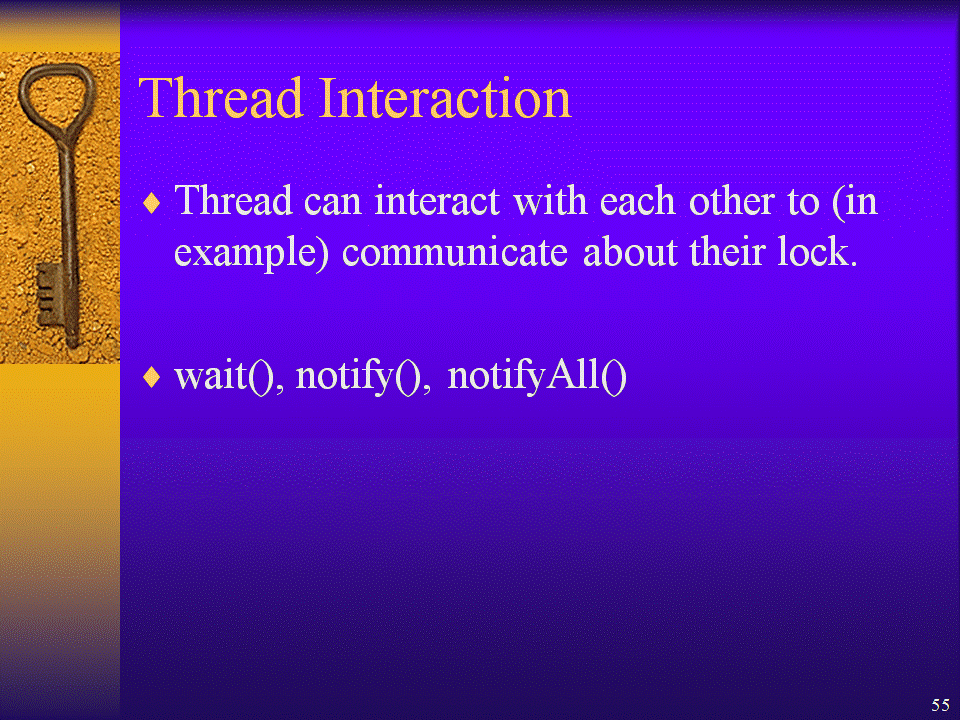 Thread Interaction
Thread can interact with each other to (in
example) communicate about their lock.
wait(), notify(), notifyAll()
55